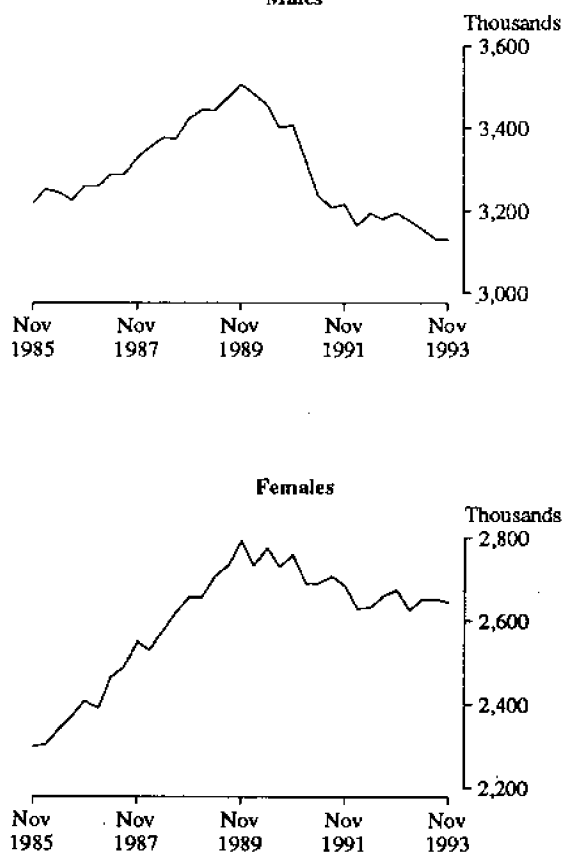 Males
Thousands
3,600
3,400
3,200
3,000
Nov Nov Nov Nov Nov
1985 1987 1989 1991 1993
Females
Thousands
2,800
2,600
2,400
2,200
Nov Nov Nov Nov Nov
1985 1987 1989 1991 1993